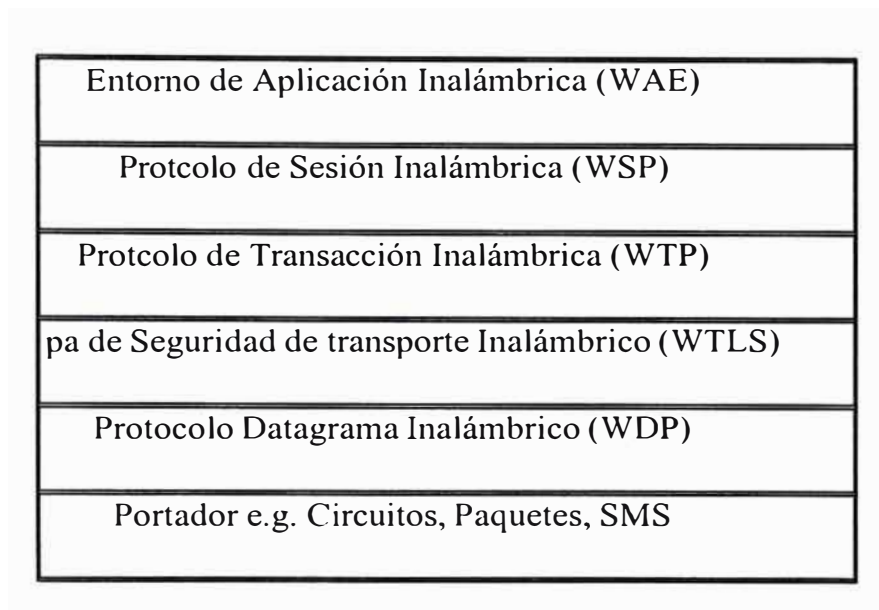 Entorno de Aplicación Inalámbrica (WAE)
Protcolo de Sesión Inalámbrica (WSP)
Protcolo de Transacción Inalámbrica (WTP)
pa de Seguridad de transporte Inalámbrico (WTLS)
Protocolo Datagrama Inalámbrico (WDP)
Portador e.g. Circuitos, Paquetes, SMS